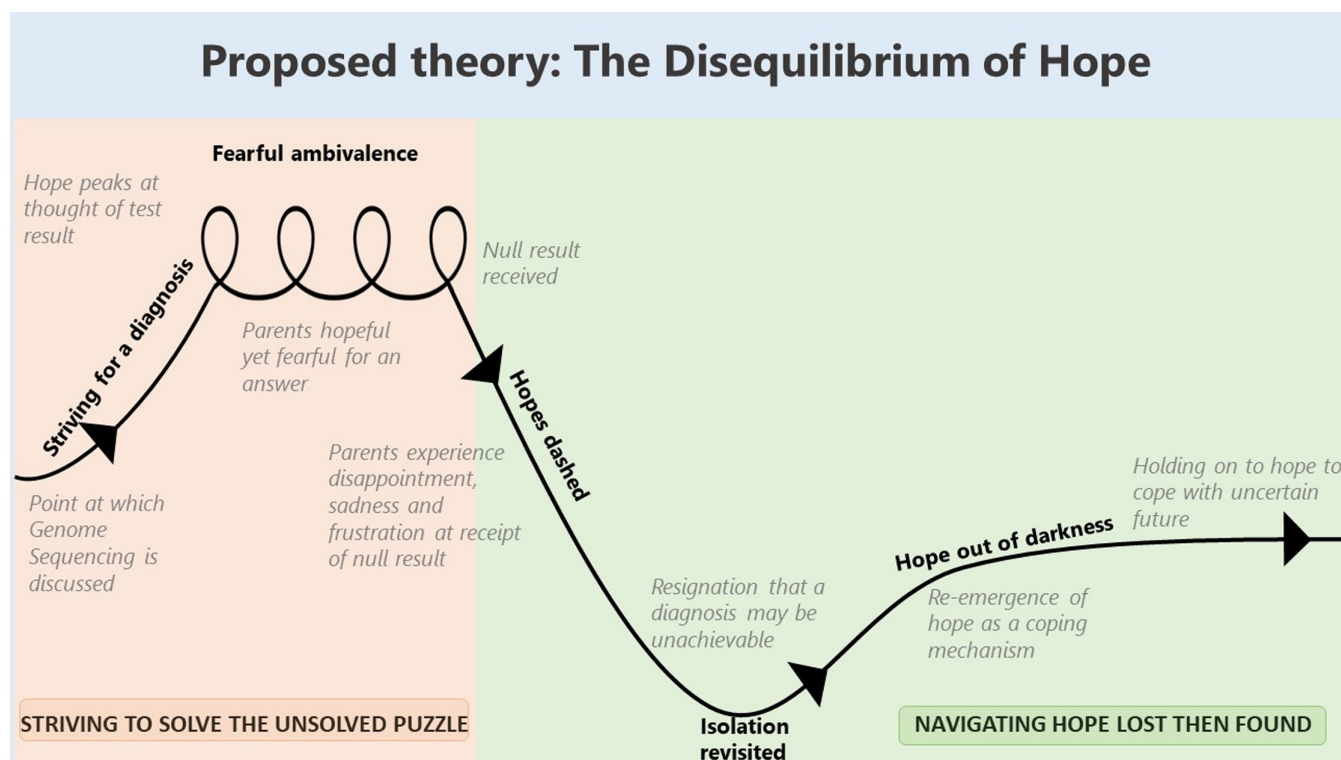 Proposed theory: The Disequilibrium of Hope
Fearful ambivalence
Hope peaks at
thought of test
result
Striving for a diagnosis
Null result
received
Parents hopeful
yet fearful for an
answer
Hopes dashed
Parents experience
disappointment,
sadness and
frustration at receipt
of null result
Point at which
Genome
Sequencing is
discussed
Holding on to hope to
cope with uncertain
future
Hope out of darkness
Resignation that a
diagnosis may be
unachievable
Re-emergence of
hope as a coping
mechanism
Isolation
revisited
STRIVING TO SOLVE THE UNSOLVED PUZZLE
NAVIGATING HOPE LOST THEN FOUND